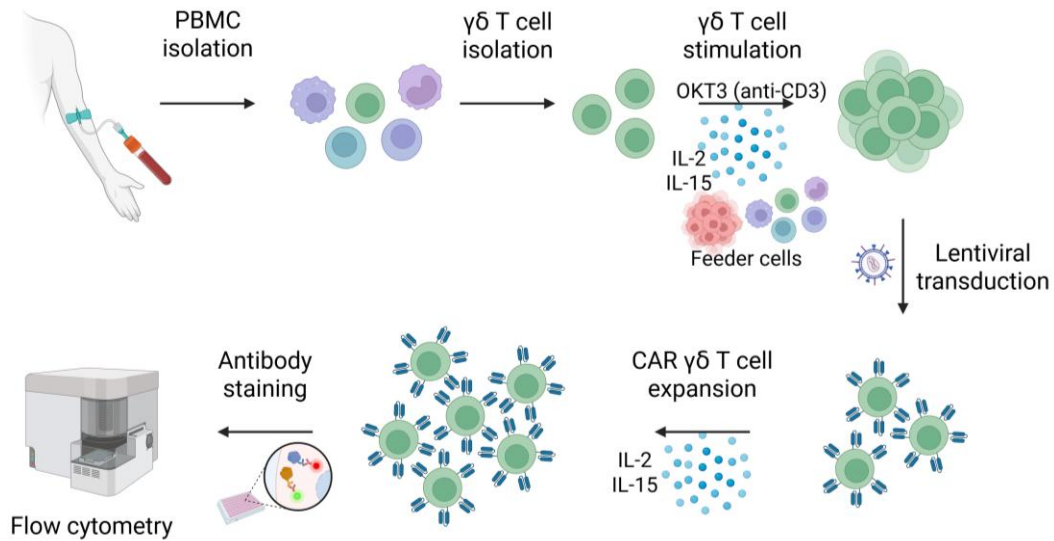 PBMC
isolation
γδ T cell
isolation
γδ T cell
stimulation
OKT3 (anti-CD3)
IL-2
IL-15
Feeder cells
Lentiviral
transduction
CAR γδ T cell
expansion
IL-2
IL-15
Antibody
staining
Flow cytometry